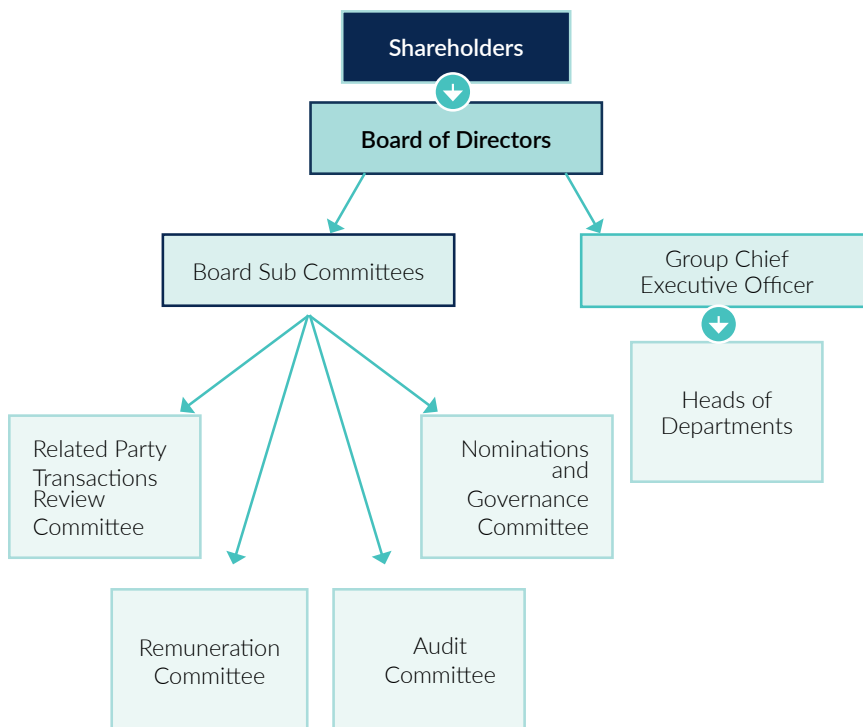 Shareholders
Board of Directors
Board Sub Committees
Group Chief
Executive Officer
Heads of
Departments
Related Party
Transactions
Review
Committee
Nominations
and
Governance
Committee
Remuneration
Committee
Audit
Committee